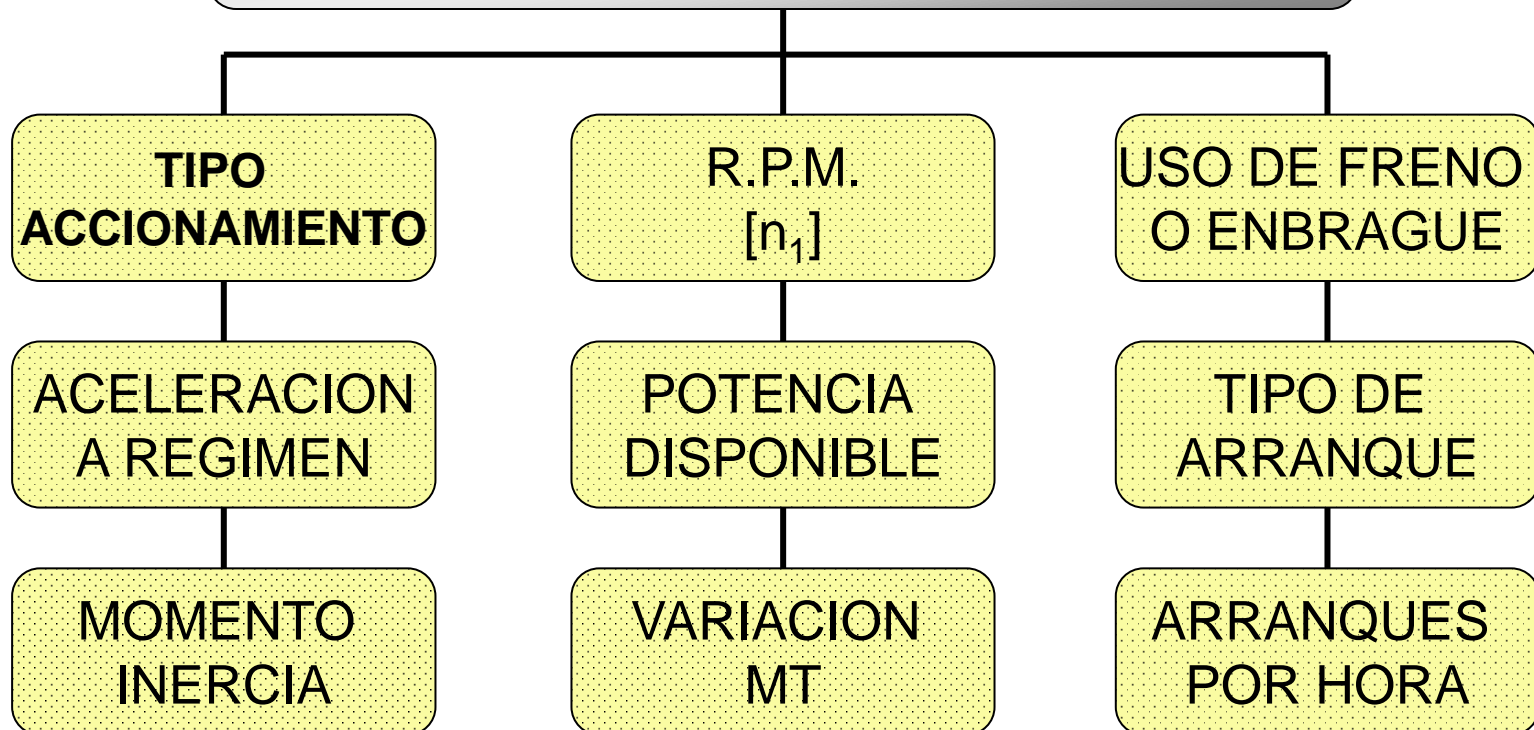 TIPO
ACCIONAMIENTO
R.P.M.
[n₁]
USO DE FRENO
O ENBRAGUE
ACELERACION
A REGIMEN
POTENCIA
DISPONIBLE
TIPO DE
ARRANQUE
MOMENTO
INERCIA
VARIACION
MT
ARRANQUES
POR HORA